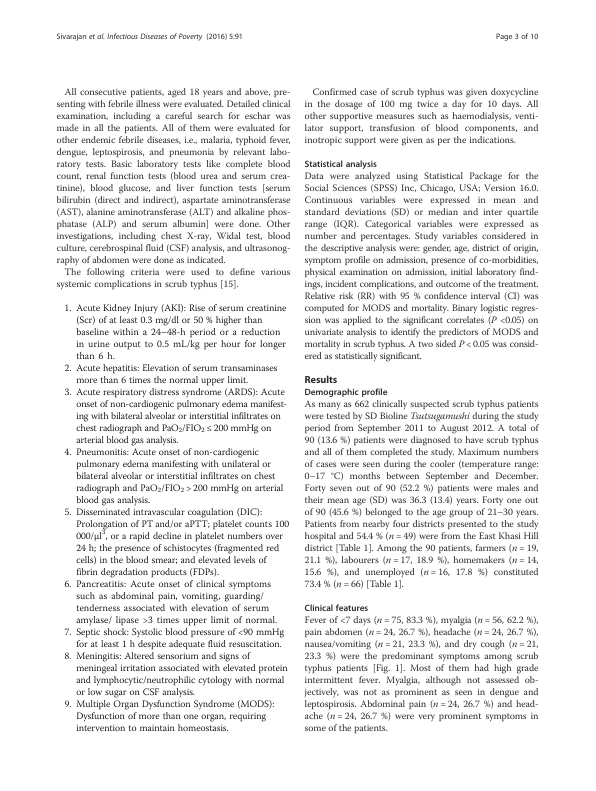 Sivarajan et al. Infectious Diseases of Poverty (2016) 5:91
Page 3 of 10
All consecutive patients, aged 18 years and above, pre-
senting with febrile illness were evaluated. Detailed clinical
examination, including a careful search for eschar was
made in all the patients. All of them were evaluated for
other endemic febrile diseases, i.e., malaria, typhoid fever,
dengue, leptospirosis, and pneumonia by relevant labo-
ratory tests. Basic laboratory tests like complete blood
count, renal function tests (blood urea and serum crea-
tinine), blood glucose, and liver function tests [serum
bilirubin (direct and indirect), aspartate aminotransferase
(AST), alanine aminotransferase (ALT) and alkaline phos-
phatase (ALP) and serum albumin] were done. Other
investigations, including chest X-ray, Widal test, blood
culture, cerebrospinal fluid (CSF) analysis, and ultrasonog-
raphy of abdomen were done as indicated.
The following criteria were used to define various
systemic complications in scrub typhus [15].
1. Acute Kidney Injury (AKI): Rise of serum creatinine
(Scr) of at least 0.3 mg/dl or 50 % higher than
baseline within a 24–48-h period or a reduction
in urine output to 0.5 mL/kg per hour for longer
than 6 h.
2. Acute hepatitis: Elevation of serum transaminases
more than 6 times the normal upper limit.
3. Acute respiratory distress syndrome (ARDS): Acute
onset of non-cardiogenic pulmonary edema manifest-
ing with bilateral alveolar or interstitial infiltrates on
chest radiograph and PaO2/FIO2 ≤ 200 mmHg on
arterial blood gas analysis.
4. Pneumonitis: Acute onset of non-cardiogenic
pulmonary edema manifesting with unilateral or
bilateral alveolar or interstitial infiltrates on chest
radiograph and PaO2/FIO2 > 200 mmHg on arterial
blood gas analysis.
5. Disseminated intravascular coagulation (DIC):
Prolongation of PT and/or aPTT; platelet counts 100
000/μl3, or a rapid decline in platelet numbers over
24 h; the presence of schistocytes (fragmented red
cells) in the blood smear; and elevated levels of
fibrin degradation products (FDPs).
6. Pancreatitis: Acute onset of clinical symptoms
such as abdominal pain, vomiting, guarding/
tenderness associated with elevation of serum
amylase/ lipase >3 times upper limit of normal.
7. Septic shock: Systolic blood pressure of <90 mmHg
for at least 1 h despite adequate fluid resuscitation.
8. Meningitis: Altered sensorium and signs of
meningeal irritation associated with elevated protein
and lymphocytic/neutrophilic cytology with normal
or low sugar on CSF analysis.
9. Multiple Organ Dysfunction Syndrome (MODS):
Dysfunction of more than one organ, requiring
intervention to maintain homeostasis.
Confirmed case of scrub typhus was given doxycycline
in the dosage of 100 mg twice a day for 10 days. All
other supportive measures such as haemodialysis, venti-
lator support, transfusion of blood components, and
inotropic support were given as per the indications.
Statistical analysis
Data were analyzed using Statistical Package for the
Social Sciences (SPSS) Inc, Chicago, USA; Version 16.0.
Continuous variables were expressed in mean and
standard deviations (SD) or median and inter quartile
range (IQR). Categorical variables were expressed as
number and percentages. Study variables considered in
the descriptive analysis were: gender, age, district of origin,
symptom profile on admission, presence of co-morbidities,
physical examination on admission, initial laboratory find-
ings, incident complications, and outcome of the treatment.
Relative risk (RR) with 95 % confidence interval (CI) was
computed for MODS and mortality. Binary logistic regres-
sion was applied to the significant correlates (P <0.05) on
univariate analysis to identify the predictors of MODS and
mortality in scrub typhus. A two sided P < 0.05 was consid-
ered as statistically significant.
Results
Demographic profile
As many as 662 clinically suspected scrub typhus patients
were tested by SD Bioline Tsutsugamushi during the study
period from September 2011 to August 2012. A total of
90 (13.6 %) patients were diagnosed to have scrub typhus
and all of them completed the study. Maximum numbers
of cases were seen during the cooler (temperature range:
0–17 °C) months between September and December.
Forty seven out of 90 (52.2 %) patients were males and
their mean age (SD) was 36.3 (13.4) years. Forty one out
of 90 (45.6 %) belonged to the age group of 21–30 years.
Patients from nearby four districts presented to the study
hospital and 54.4 % (n = 49) were from the East Khasi Hill
district [Table 1]. Among the 90 patients, farmers (n = 19,
21.1 %), labourers (n = 17, 18.9 %), homemakers (n = 14,
15.6 %), and unemployed (n = 16, 17.8 %) constituted
73.4 % (n = 66) [Table 1].
Clinical features
Fever of <7 days (n = 75, 83.3 %), myalgia (n = 56, 62.2 %),
pain abdomen (n = 24, 26.7 %), headache (n = 24, 26.7 %),
nausea/vomiting (n = 21, 23.3 %), and dry cough (n = 21,
23.3 %) were the predominant symptoms among scrub
typhus patients [Fig. 1]. Most of them had high grade
intermittent fever. Myalgia, although not assessed ob-
jectively, was not as prominent as seen in dengue and
leptospirosis. Abdominal pain (n = 24, 26.7 %) and head-
ache (n = 24, 26.7 %) were very prominent symptoms in
some of the patients.